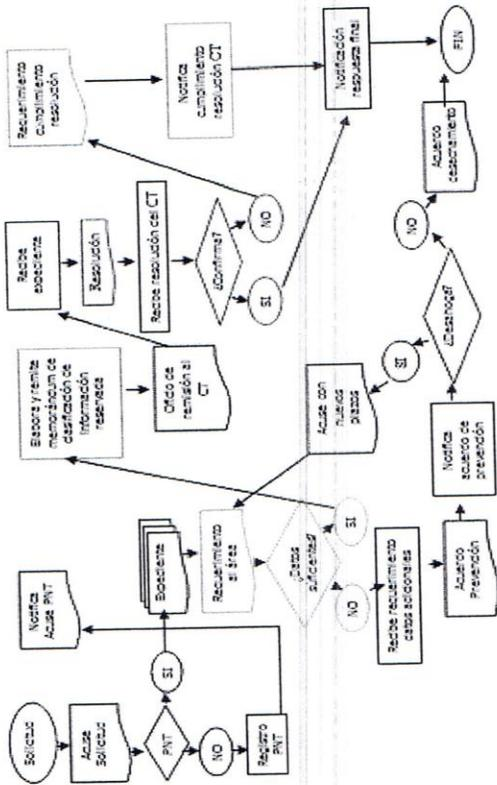 Solicitud
Acuse
Solicitud
PNT
SI
NO
Registro
PNT
Notifica
Acuse PNT
Expediente
Requerimiento
al área
¿Datos
suficientes?
SI
NO
Recibe requerimiento
datos adicionales
Acuerdo
Prevención
Notifica
acuerdo de
prevención
¿Desahoga?
SI
NO
Acuse con
nuevos
plazos
Acuerdo
desechamiento
FIN
Elabora y remite
memorándum de
clasificación de
información
reservada
Oficio de
remisión al
CT
Recibe
expediente
Resolución
Recibe resolución del CT
¿Confirma?
SI
NO
Requerimiento
cumplimiento
resolución
Notifica
cumplimiento
resolución CT
Notificación
respuesta final